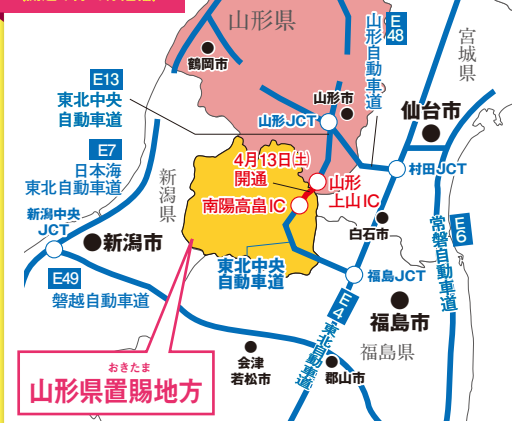 山形県
E48
山形自動車道
宮城県
鶴岡市
E13
東北中央
自動車道
山形市
仙台市
山形JCT
E7
日本海
東北自動車道
4月13日(土)
開通
村田JCT
新潟県
山形
上山IC
南陽高畠IC
新潟中央
JCT
新潟市
白石市
E6
常磐自動車道
東北中央
自動車道
福島JCT
E49
磐越自動車道
E4
東北自動車道
福島市
福島県
会津
若松市
郡山市
おきたま
山形県置賜地方